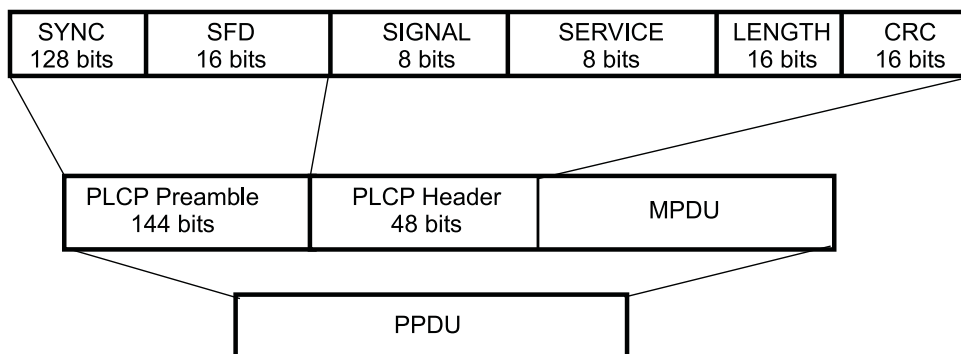 SYNC
128 bits
SFD
16 bits
SIGNAL
8 bits
SERVICE
8 bits
LENGTH
16 bits
CRC
16 bits
PLCP Preamble
144 bits
PLCP Header
48 bits
MPDU
PPDU